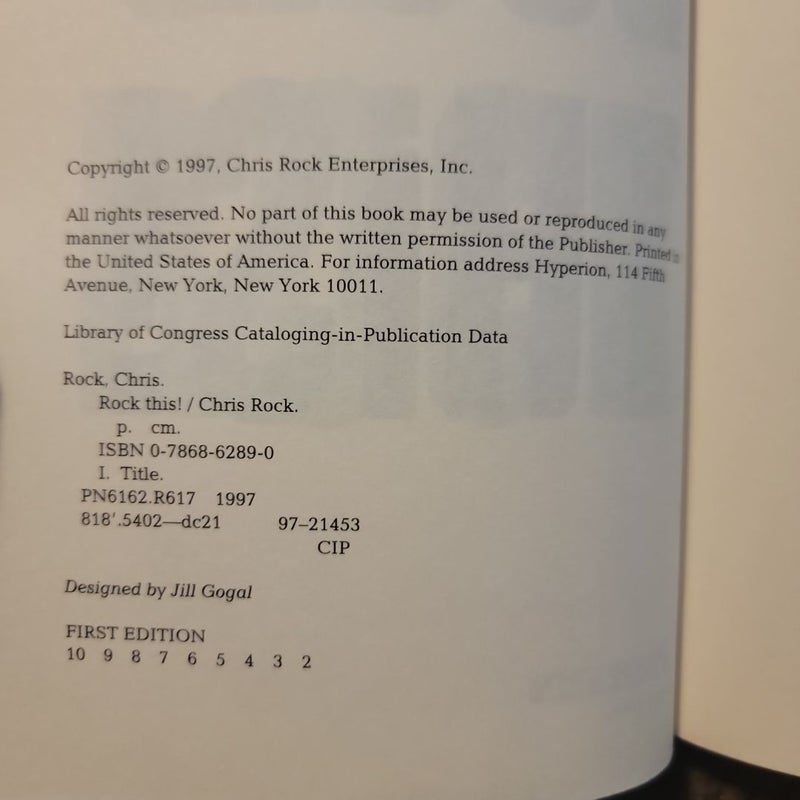 Copyright © 1997, Chris Rock Enterprises, Inc.
All rights reserved. No part of this book may be used or reproduced in any
manner whatsoever without the written permission of the Publisher. Printed
the United States of America. For information address Hyperion, 114 Fifth
Avenue, New York, New York 10011.
Library of Congress Cataloging-in-Publication Data
Rock, Chris.
Rock this! / Chris Rock.
p. cm.
ISBN 0-7868-6289-0
I. Title.
PN6162.R617 1997
818'.5402—dc21 97–21453
CIP
Designed by Jill Gogal
FIRST EDITION
10 9 8 7 6 5 4 3 2